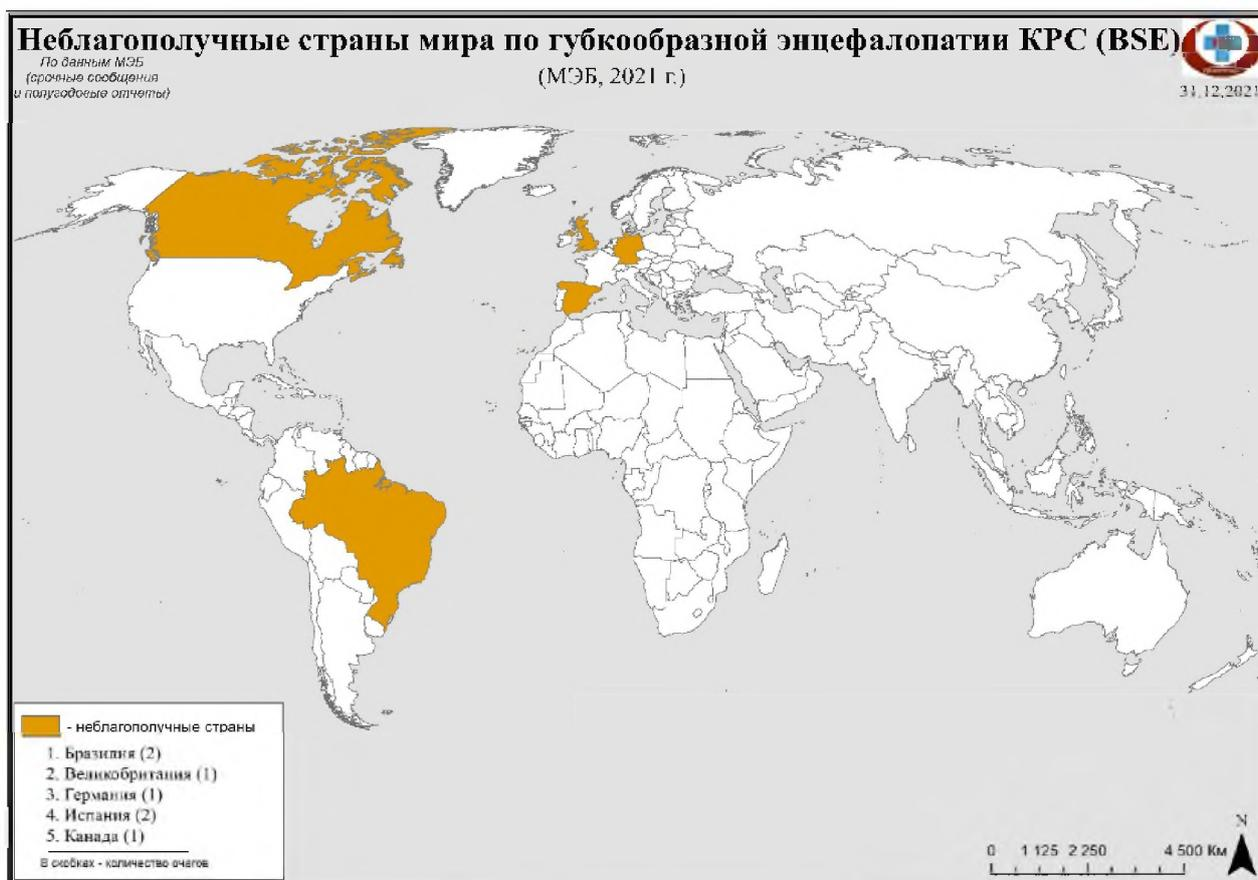 Неблагополучные страны мира по губкообразной энцефалопатии КРС (BSE)
По данным МЭБ
(срочные сообщения
и полугодовые отчеты)
(МЭБ, 2021 г.)
31.12.2021
- неблагополучные страны
1. Бразилия (2)
2. Великобритания (1)
3. Германия (1)
4. Испания (2)
5. Канада (1)
В скобках - количество очагов
N
0 1 125 2 250 4 500 Км